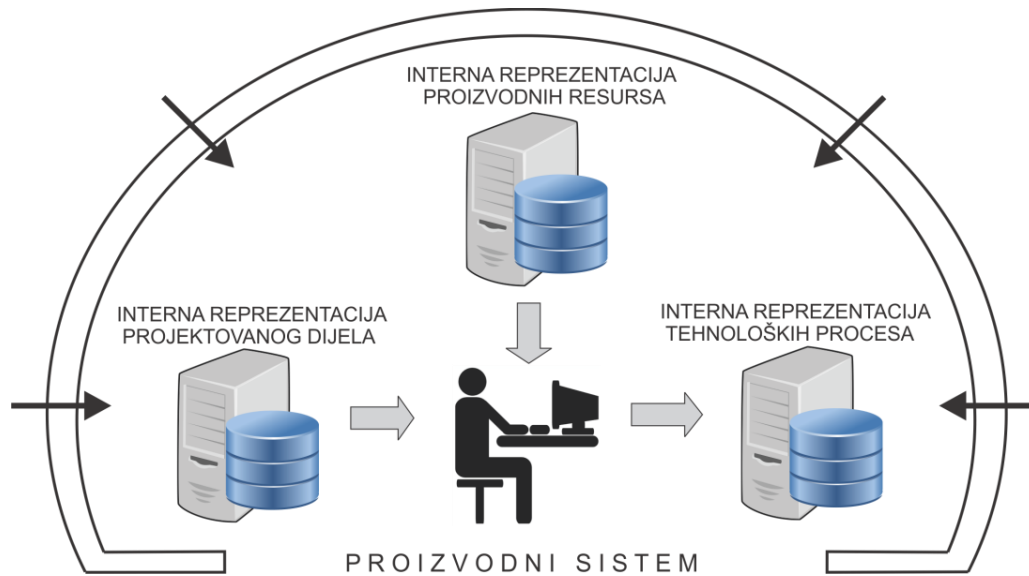 INTERNA REPREZENTACIJA
PROIZVODNIH RESURSA
INTERNA REPREZENTACIJA
PROJEKTOVANOG DIJELA
INTERNA REPREZENTACIJA
TEHNOLOŠKIH PROCESA
PROIZVODNI SISTEM